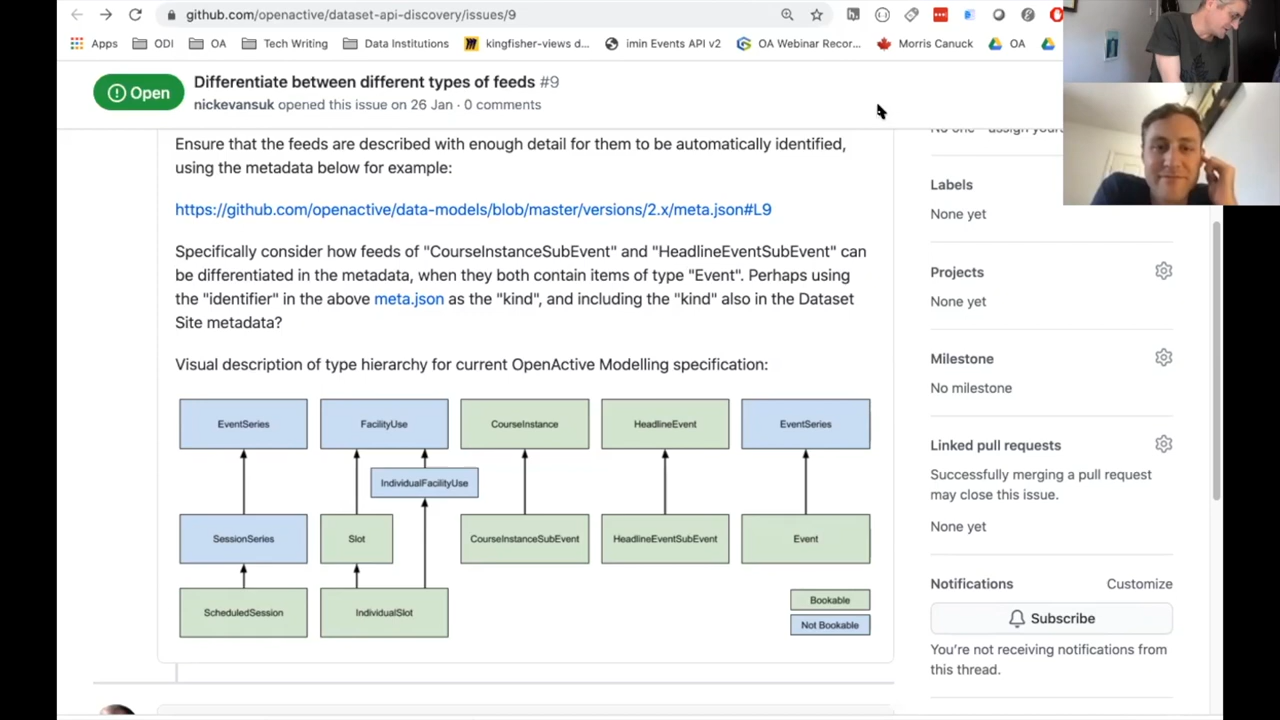 github.com/openactive/dataset-api-discovery/issues/9
Apps ODI OA Tech Writing Data Institutions kingfisher-views d... imin Events API v2 OA Webinar Recor... Morris Canuck OA
Open
Differentiate between different types of feeds #9
nickevansuk opened this issue on 26 Jan · 0 comments
Ensure that the feeds are described with enough detail for them to be automatically identified,
using the metadata below for example:
https://github.com/openactive/data-models/blob/master/versions/2.x/meta.json#L9
Specifically consider how feeds of "CourseInstanceSubEvent" and "HeadlineEventSubEvent" can
be differentiated in the metadata, when they both contain items of type "Event". Perhaps using
the "identifier" in the above meta.json as the "kind", and including the "kind" also in the Dataset
Site metadata?
Visual description of type hierarchy for current OpenActive Modelling specification:
EventSeries FacilityUse CourseInstance HeadlineEvent EventSeries
IndividualFacilityUse
SessionSeries Slot CourseInstanceSubEvent HeadlineEventSubEvent Event
ScheduledSession IndividualSlot
Bookable
Not Bookable
Labels
None yet
Projects
None yet
Milestone
No milestone
Linked pull requests
Successfully merging a pull request
may close this issue.
None yet
Notifications Customize
Subscribe
You're not receiving notifications from
this thread.